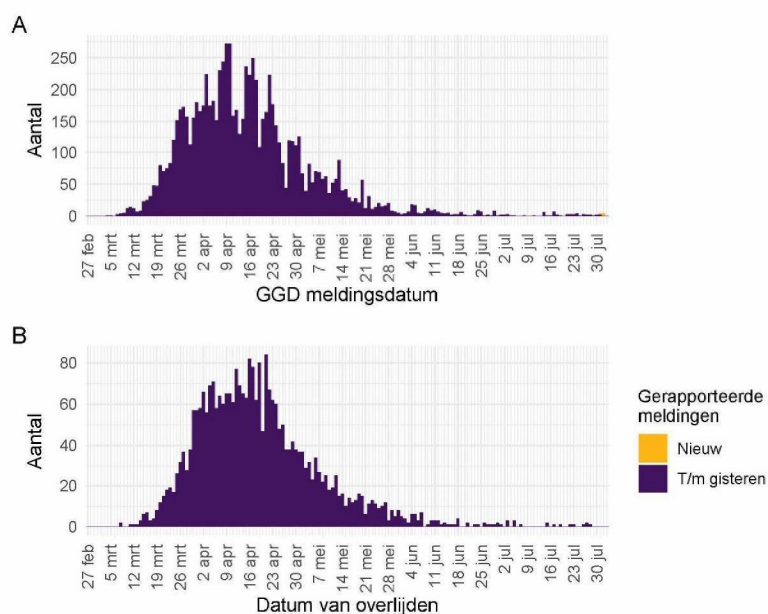 A
Aantal
250
200
150
100
50
0
27 feb
5 mrt
12 mrt
19 mrt
26 mrt
2 apr
9 apr
16 apr
23 apr
30 apr
7 mei
14 mei
21 mei
28 mei
4 jun
11 jun
18 jun
25 jun
2 jul
9 jul
16 jul
23 jul
30 jul
GGD meldingsdatum
B
Aantal
80
60
40
20
0
27 feb
5 mrt
12 mrt
19 mrt
26 mrt
2 apr
9 apr
16 apr
23 apr
30 apr
7 mei
14 mei
21 mei
28 mei
4 jun
11 jun
18 jun
25 jun
2 jul
9 jul
16 jul
23 jul
30 jul
Datum van overlijden
Gerapporteerde
meldingen
Nieuw
T/m gisteren